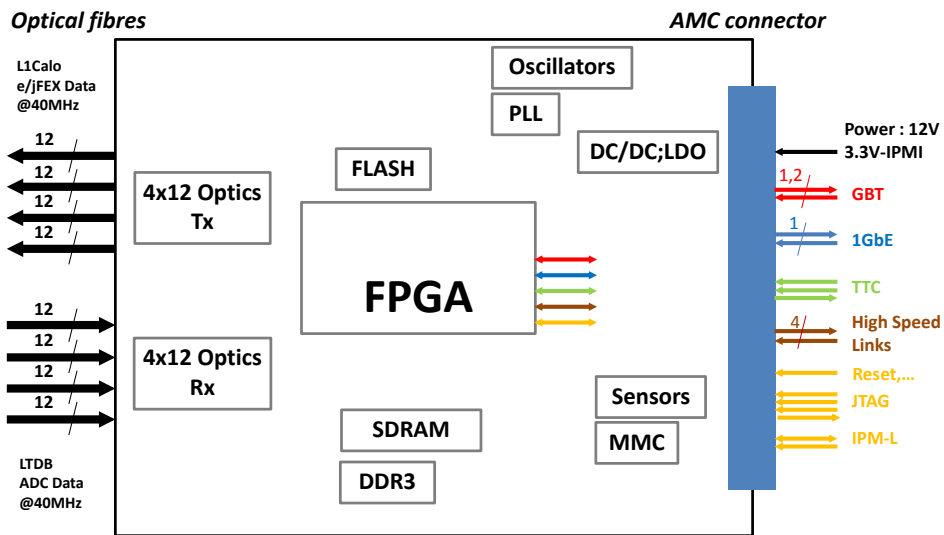 Optical fibres
AMC connector
L1Calo
e/jFEX Data
@40MHz
12
12
12
12
4x12 Optics
Tx
12
12
12
12
4x12 Optics
Rx
LTDB
ADC Data
@40MHz
Oscillators
PLL
DC/DC;LDO
FLASH
FPGA
SDRAM
DDR3
Sensors
MMC
Power : 12V
3.3V-IPMI
1,2
GBT
1
1GbE
TTC
4
High Speed
Links
Reset,...
JTAG
IPM-L